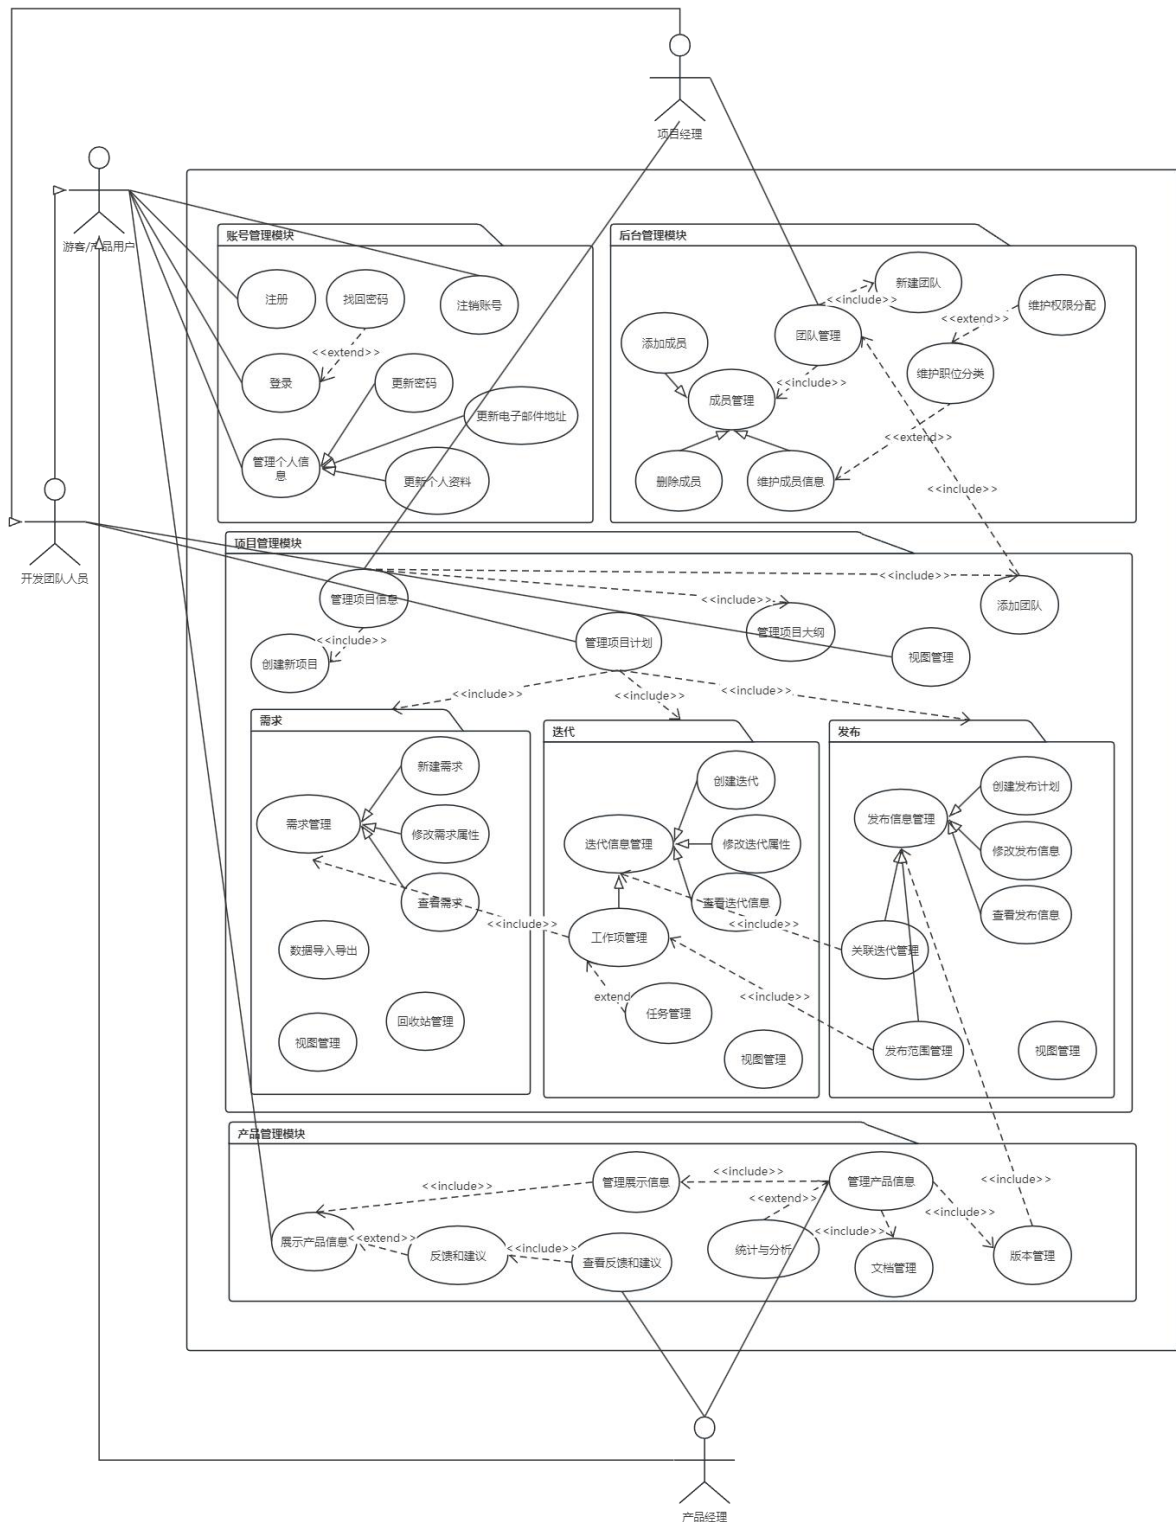 项目经理
游客/产品用户
账号管理模块
后台管理模块
注册
找回密码
注销账号
新建团队
<<include>>
维护权限分配
<<extend>>
添加成员
团队管理
<<extend>>
登录
更新密码
<<include>>
维护职位分类
成员管理
更新电子邮件地址
<<extend>>
管理个人信
息
更新个人资料
删除成员
维护成员信息
<<include>>
开发团队人员
项目管理模块
<<include>>
管理项目信息
<<include>>
添加团队
<<include>>
管理项目计划
管理项目大纲
创建新项目
视图管理
<<include>>
<<include>>
<<include>>
需求
迭代
发布
新建需求
创建迭代
创建发布计划
需求管理
修改需求属性
迭代信息管理
修改迭代属性
发布信息管理
修改发布信息
查看需求
查看迭代信息
查看发布信息
<<include>>
<<include>>
数据导入导出
工作项管理
关联迭代管理
extend
<<include>>
回收站管理
任务管理
视图管理
视图管理
发布范围管理
视图管理
产品管理模块
<<include>>
<<include>>
管理展示信息
管理产品信息
<<include>>
<<extend>>
<<include>>
展示产品信息
<<extend>>
<<include>>
<<include>>
反馈和建议
查看反馈和建议
统计与分析
文档管理
版本管理
产品经理